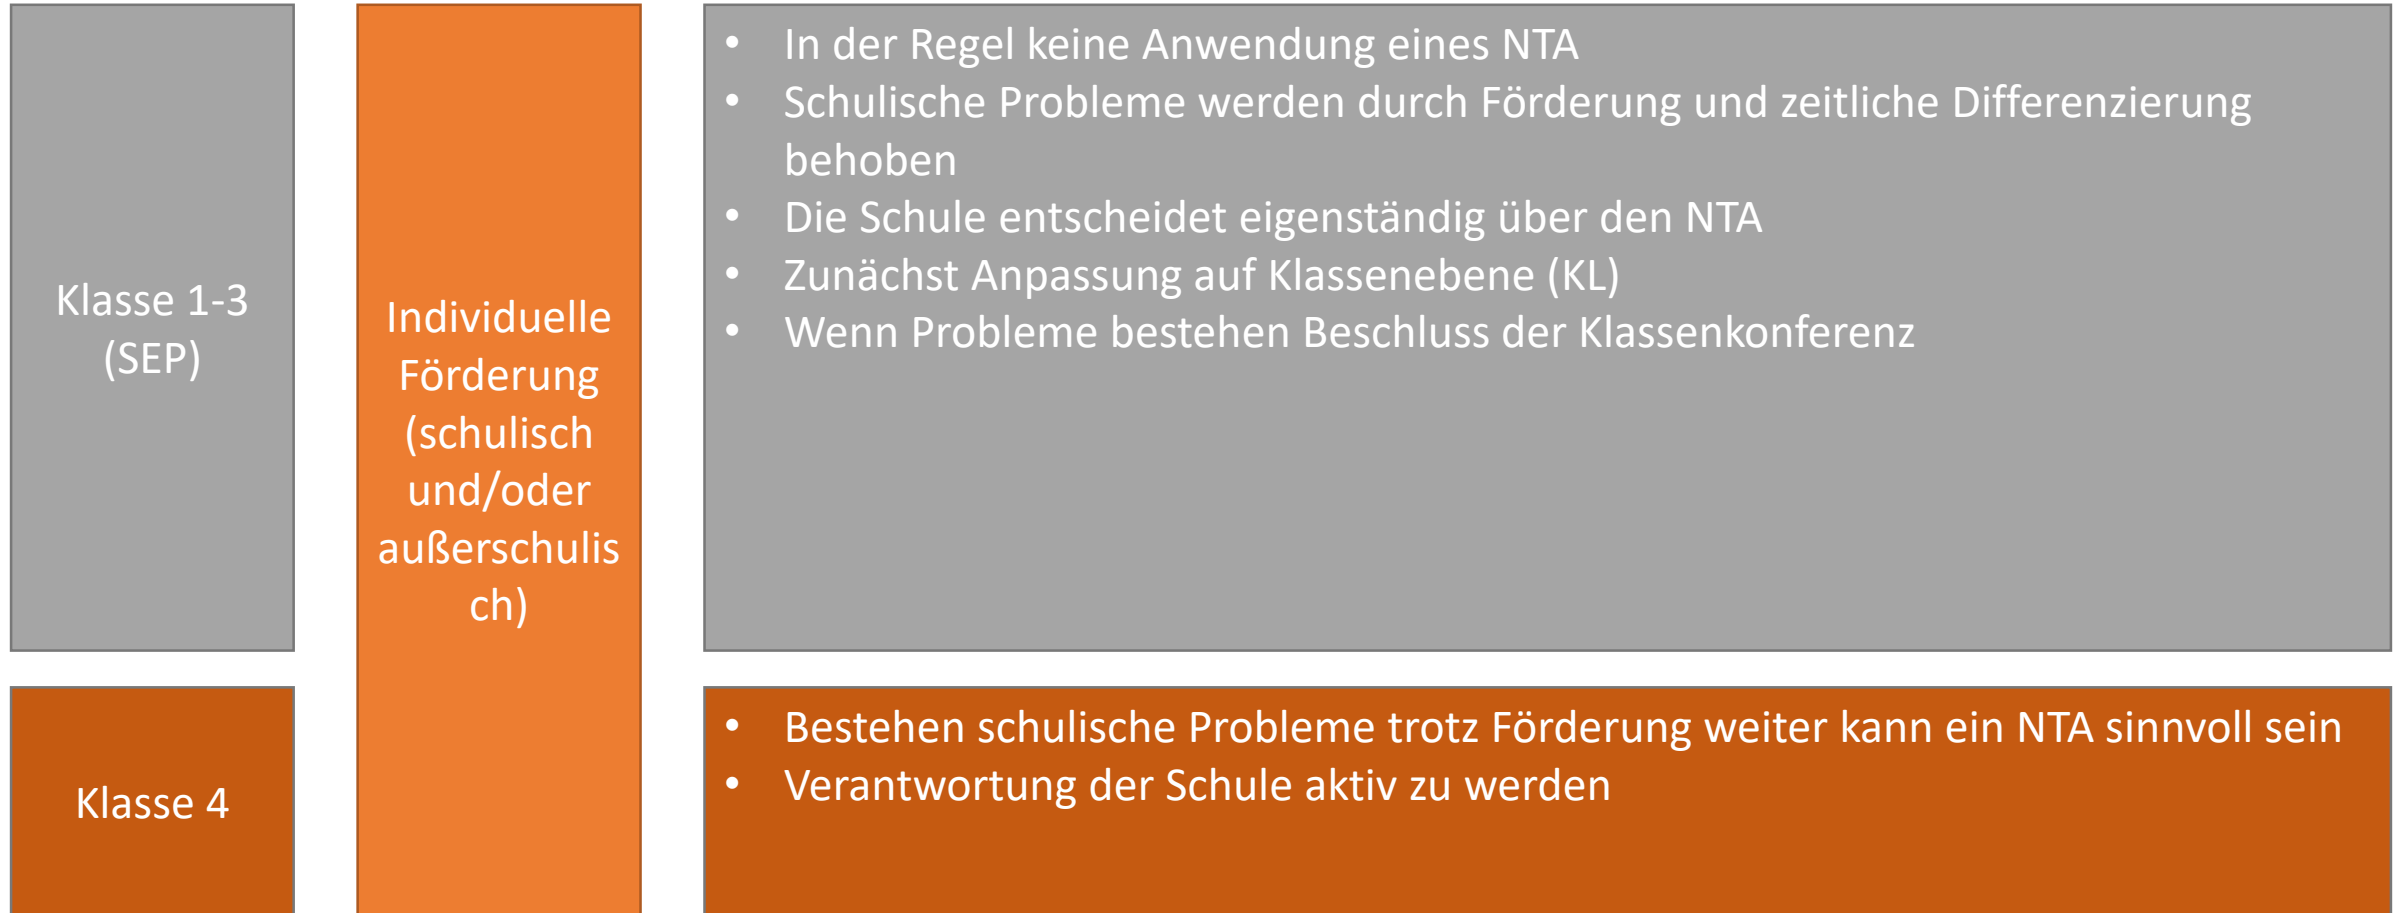 Klasse 1-3
(SEP)
Individuelle
Förderung
(schulisch
und/oder
außerschulis
ch)
• In der Regel keine Anwendung eines NTA
• Schulische Probleme werden durch Förderung und zeitliche Differenzierung
behoben
• Die Schule entscheidet eigenständig über den NTA
• Zunächst Anpassung auf Klassenebene (KL)
• Wenn Probleme bestehen Beschluss der Klassenkonferenz
Klasse 4
• Bestehen schulische Probleme trotz Förderung weiter kann ein NTA sinnvoll sein
• Verantwortung der Schule aktiv zu werden